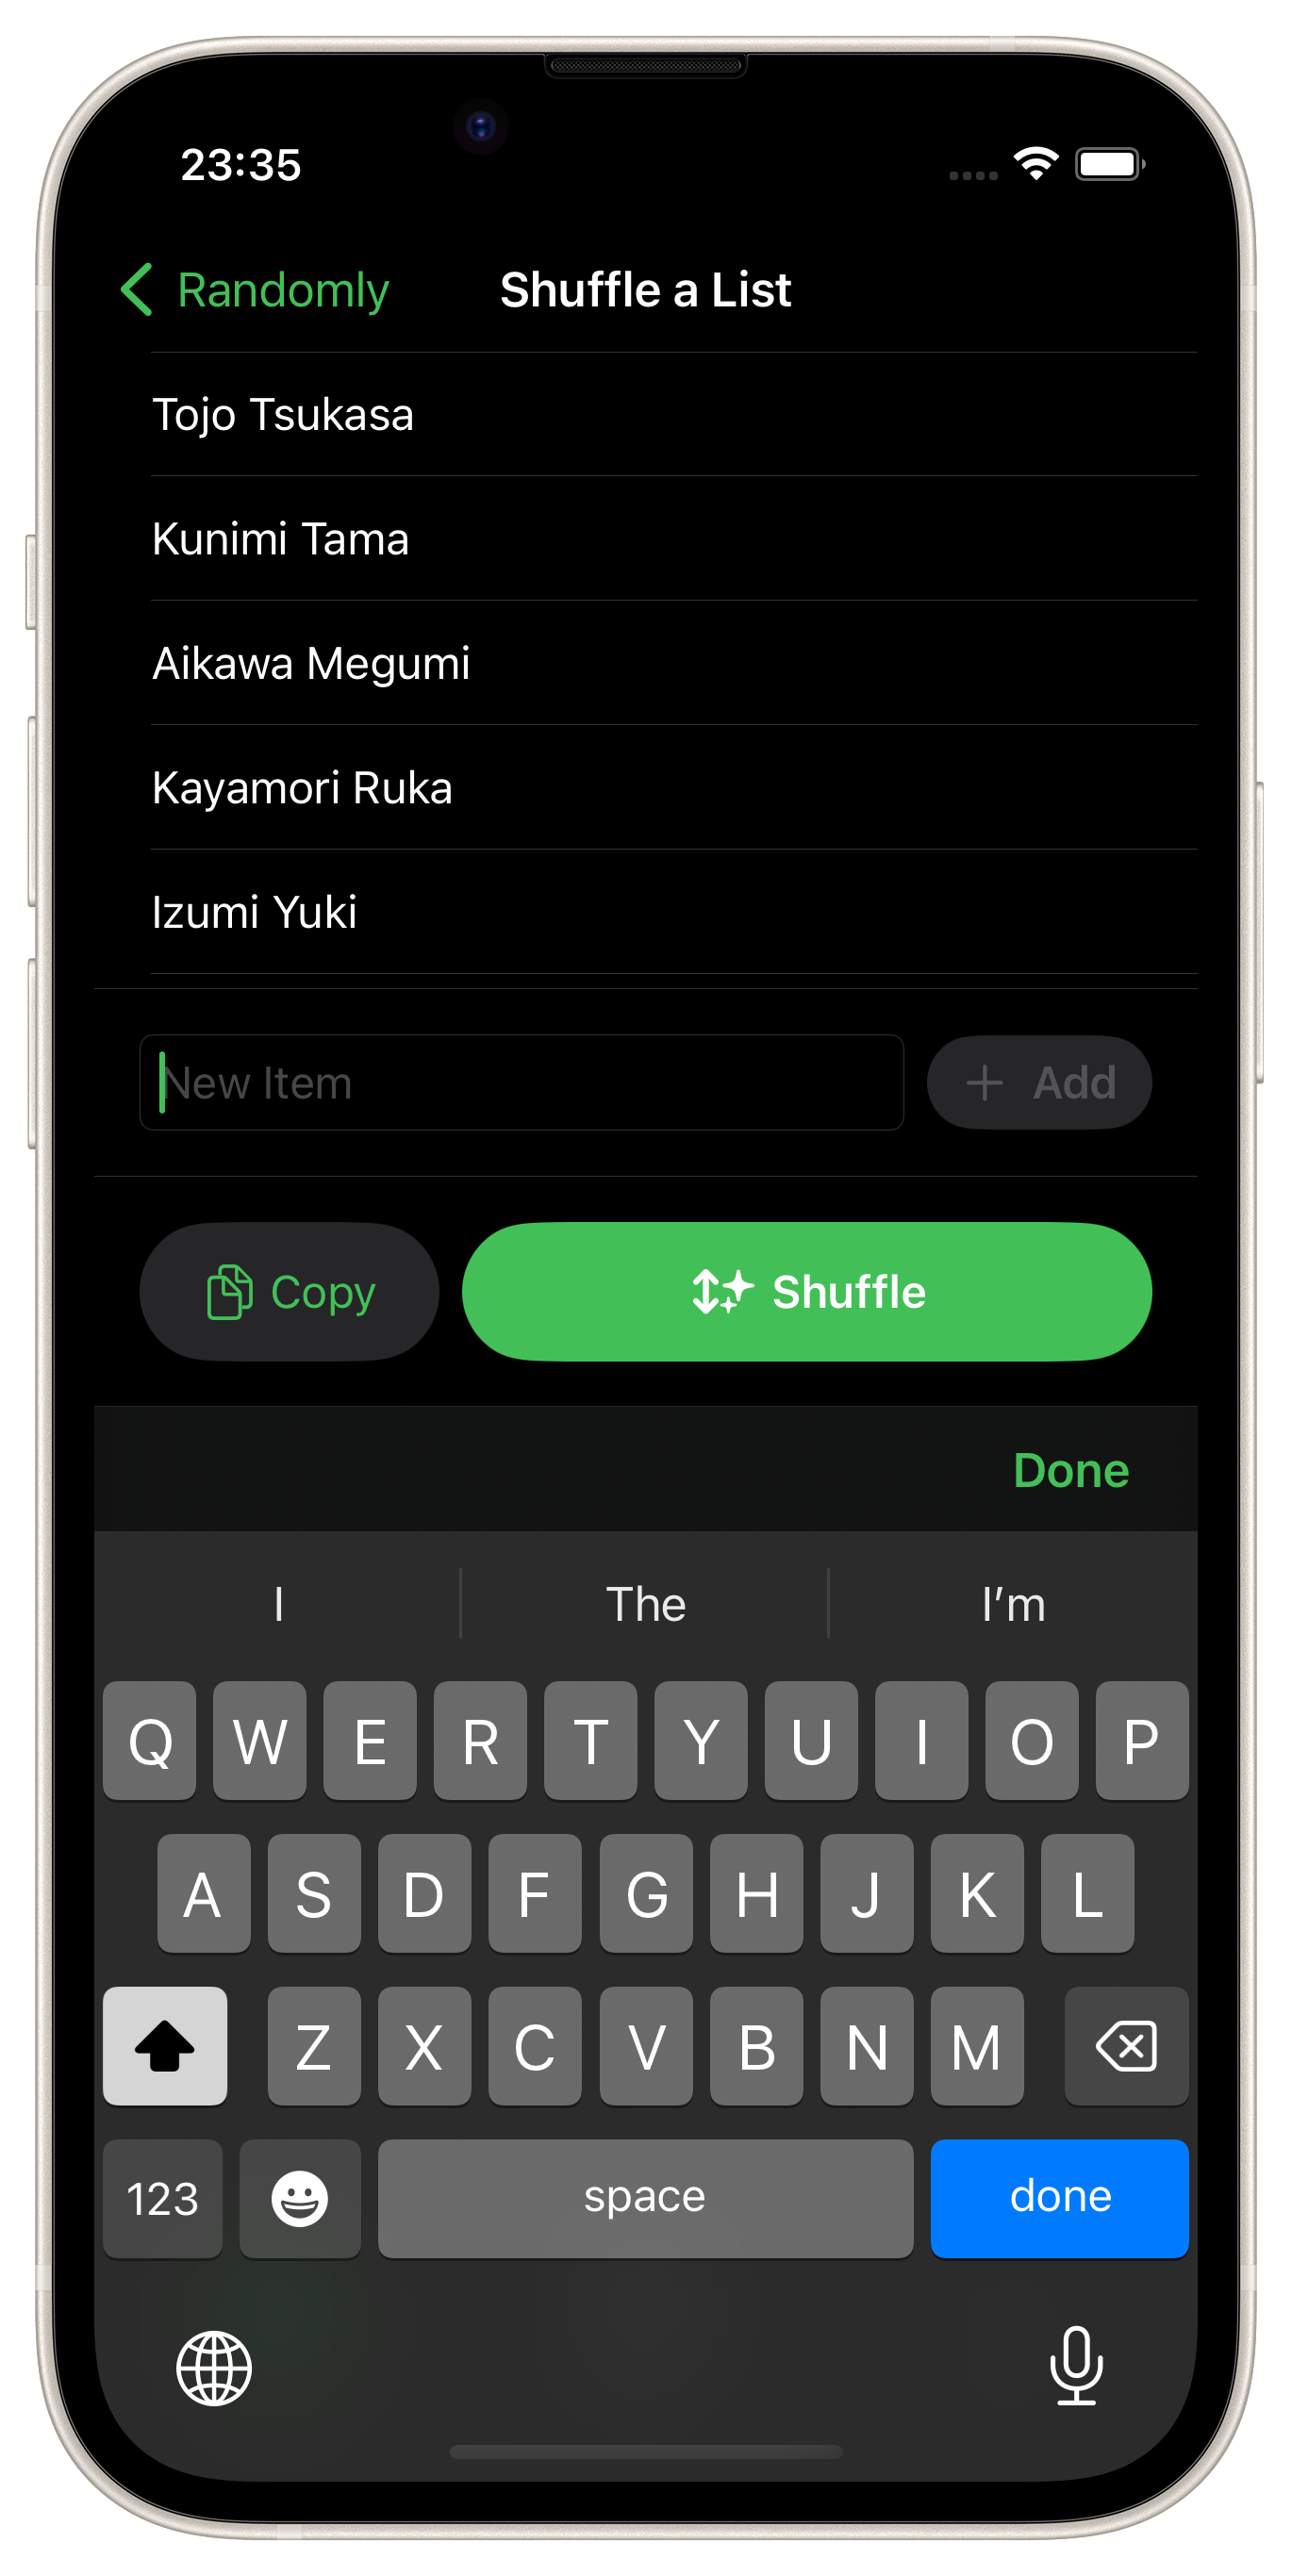 23:35
Randomly Shuffle a List
Tojo Tsukasa
Kunimi Tama
Aikawa Megumi
Kayamori Ruka
Izumi Yuki
New Item + Add
Copy Shuffle
Done
I The I’m
Q W E R T Y U I O P
A S D F G H J K L
Z X C V B N M
123 space done